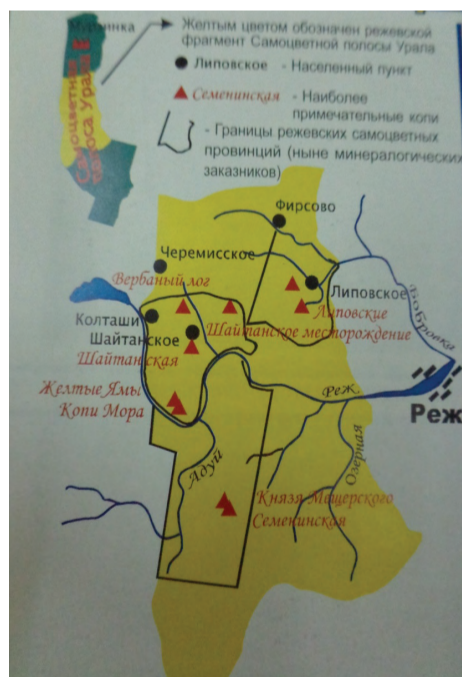 Мурзинка
Самоцветная
полоса Урала
Желтым цветом обозначен режевской
фрагмент Самоцветной полосы Урала
Липовское - Населенный пункт
Семенинская - Наиболее
примечательные копи
- Границы режевских самоцветных
провинций (ныне минералогических
заказников)
Фирсово
Черемисское
Вербаный лог
Липовское
Липовские
Бобровка
Колташи
Шайтанское
Шайтанское месторождение
Шайтанская
Желтые Ямы
Копи Мора
Реж
Реж
Адуй
Озерная
Князя Мещерского
Семенинская